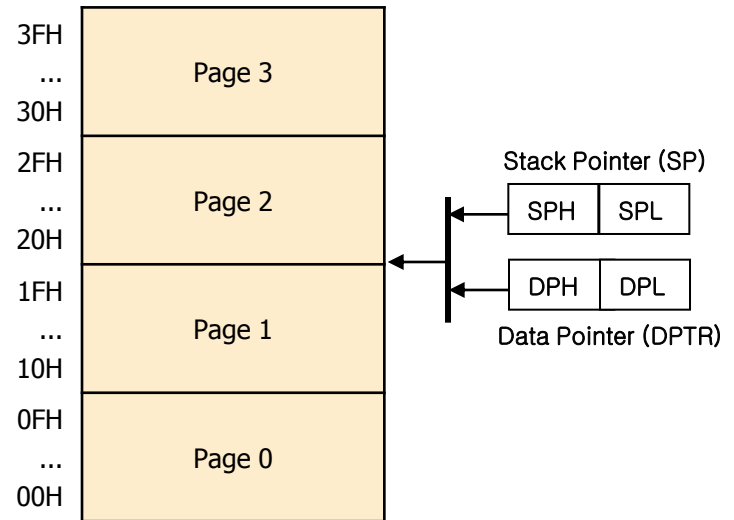 3FH
...
30H
Page 3
2FH
...
20H
Page 2
1FH
...
10H
Page 1
0FH
...
00H
Page 0
Stack Pointer (SP)
SPH SPL
DPH DPL
Data Pointer (DPTR)